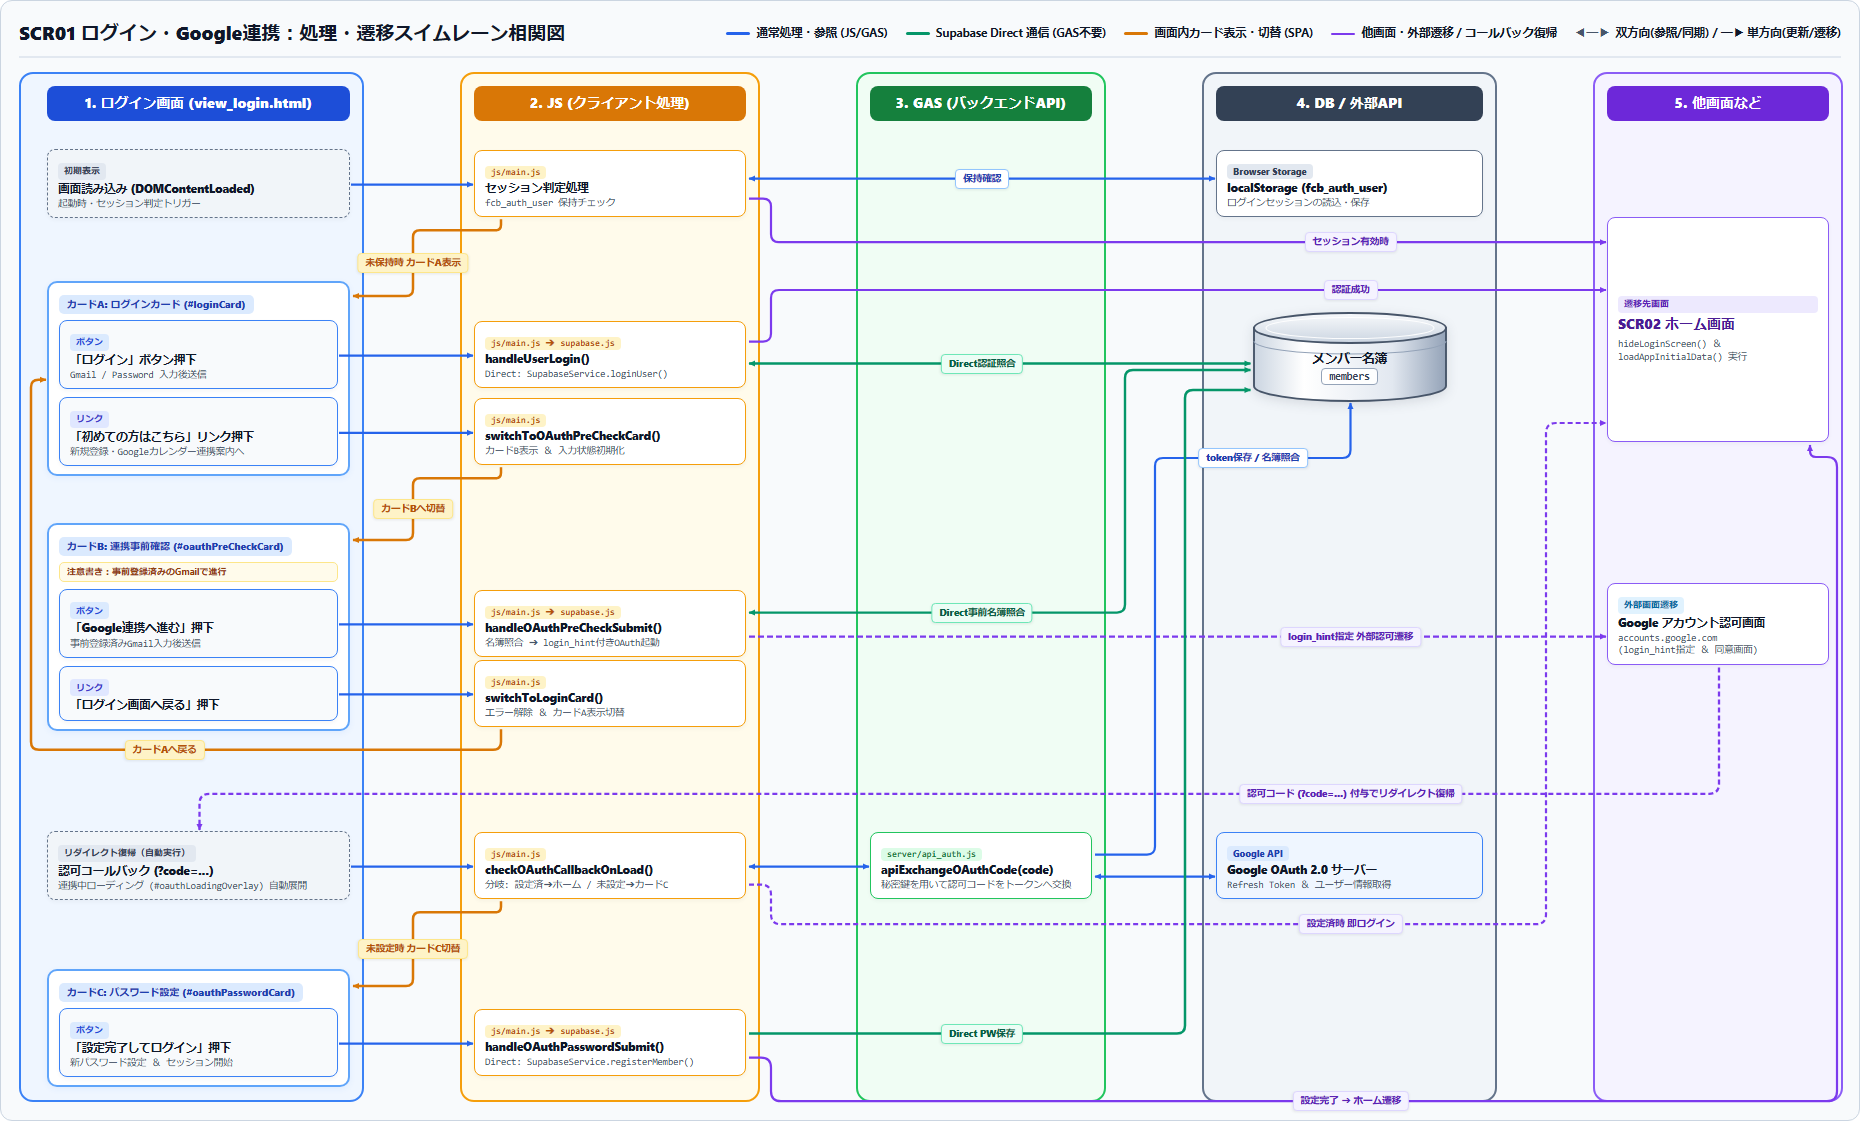 SCR01 ログイン・Google連携：処理・遷移スイムレーン相関図
通常処理・参照 (JS/GAS)
Supabase Direct 通信 (GAS不要)
画面内カード表示・切替 (SPA)
他画面・外部遷移 / コールバック復帰
◀—▶ 双方向(参照/同期) / —▶ 単方向(更新/遷移)
1. ログイン画面 (view_login.html)
2. JS (クライアント処理)
3. GAS (バックエンドAPI)
4. DB / 外部API
5. 他画面など
初期表示
画面読み込み (DOMContentLoaded)
起動時・セッション判定トリガー
js/main.js
セッション判定処理
fcb_auth_user 保持チェック
保持確認
Browser Storage
localStorage (fcb_auth_user)
ログインセッションの読込・保存
セッション有効時
未保持時 カードA表示
認証成功
遷移先画面
SCR02 ホーム画面
hideLoginScreen() &
loadAppInitialData() 実行
カードA: ログインカード (#loginCard)
ボタン
「ログイン」ボタン押下
Gmail / Password 入力後送信
js/main.js → supabase.js
handleUserLogin()
Direct: SupabaseService.loginUser()
Direct認証照合
メンバー名簿
members
リンク
「初めての方はこちら」リンク押下
新規登録・Googleカレンダー連携案内へ
js/main.js
switchToOAuthPreCheckCard()
カードB表示 & 入力状態初期化
token保存 / 名簿照合
カードBへ切替
カードB: 連携事前確認 (#oauthPreCheckCard)
注意書き：事前登録済みのGmailで進行
ボタン
「Google連携へ進む」押下
事前登録済みGmail入力後送信
js/main.js → supabase.js
handleOAuthPreCheckSubmit()
名簿照合 → login_hint付きOAuth起動
Direct事前名簿照合
login_hint指定 外部認可遷移
外部画面遷移
Google アカウント認可画面
accounts.google.com
(login_hint指定 & 同意画面)
リンク
「ログイン画面へ戻る」押下
js/main.js
switchToLoginCard()
エラー解除 & カードA表示切替
カードAへ戻る
認可コード (?code=...) 付与でリダイレクト復帰
リダイレクト復帰（自動実行）
認可コールバック (?code=...)
連携中ローディング (#oauthLoadingOverlay) 自動展開
js/main.js
checkOAuthCallbackOnLoad()
分岐: 設定済→ホーム / 未設定→カードC
server/api_auth.js
apiExchangeOAuthCode(code)
秘密鍵を用いて認可コードをトークンへ交換
Google API
Google OAuth 2.0 サーバー
Refresh Token & ユーザー情報取得
設定済時 即ログイン
未設定時 カードC切替
カードC: パスワード設定 (#oauthPasswordCard)
ボタン
「設定完了してログイン」押下
新パスワード設定 & セッション開始
js/main.js → supabase.js
handleOAuthPasswordSubmit()
Direct: SupabaseService.registerMember()
Direct PW保存
設定完了 → ホーム遷移